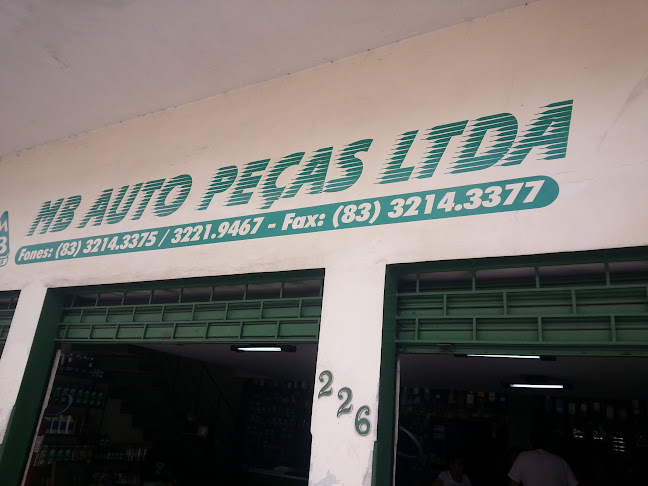 MB AUTO PEÇAS LTDA
Fones: (83) 3214.3375 / 3221.9467 - Fax: (83) 3214.3377
226